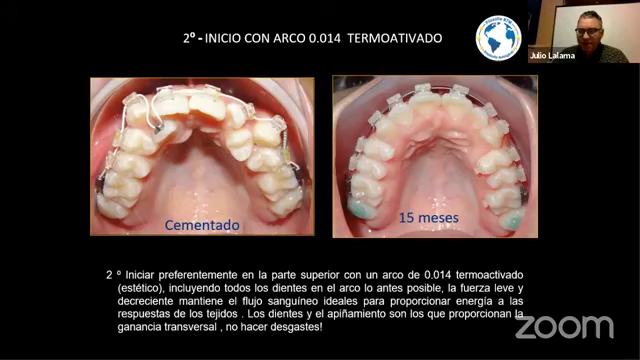 2º - INICIO CON ARCO 0.014 TERMOATIVADO
Julio Lalama
Cementado
15 meses
2 º Iniciar preferentemente en la parte superior con un arco de 0.014 termoactivado
(estético), incluyendo todos los dientes en el arco lo antes posible, la fuerza leve y
decreciente mantiene el flujo sanguíneo ideales para proporcionar energía a las
respuestas de los tejidos . Los dientes y el apiñamiento son los que proporcionan la
ganancia transversal , no hacer desgastes!
zoom